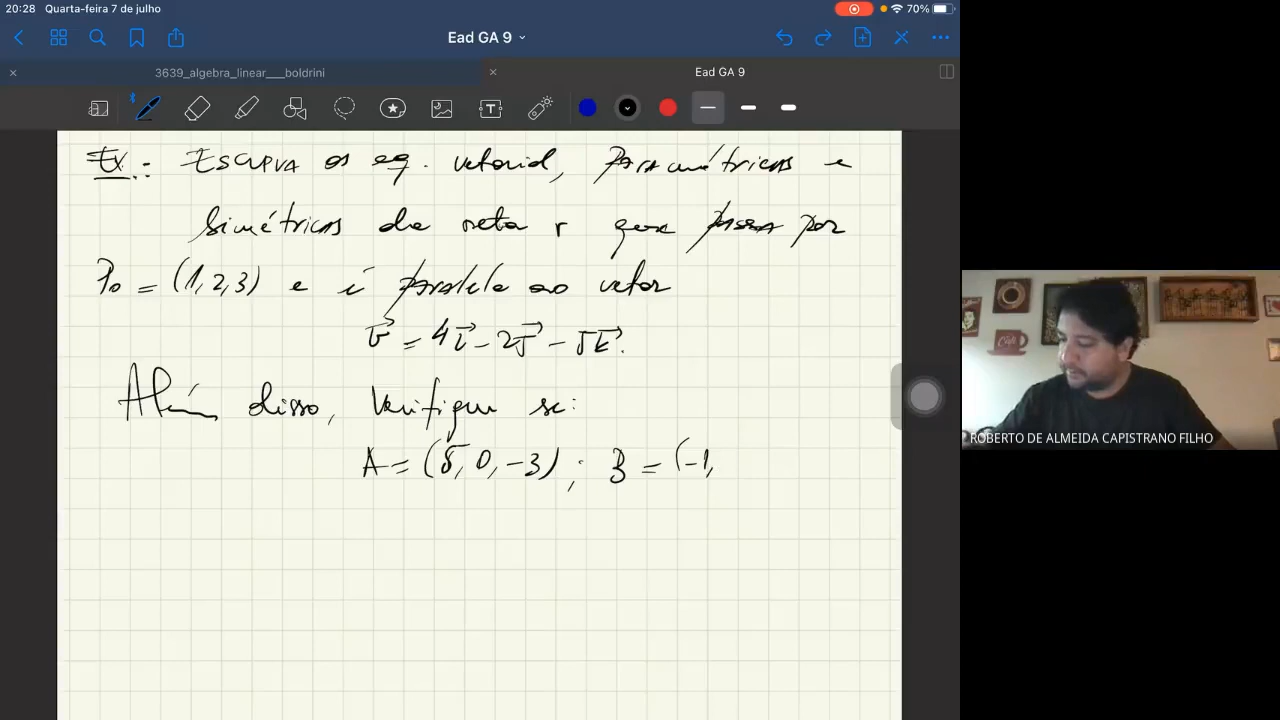 20:28 Quarta-feira 7 de julho
70%
Ead GA 9
3639_algebra_linear___boldrini
Ead GA 9
Ex.: Escreva as eq. vetorial, paramétricas e
simétricas da reta r que passa por
P₀ = (1, 2, 3) e é paralela ao vetor
v⃗ = 4i⃗ - 2j⃗ - 5k⃗.
Além disso, verifique se:
A = (5, 0, -3) ; B = (-1,
Café
ROBERTO DE ALMEIDA CAPISTRANO FILHO